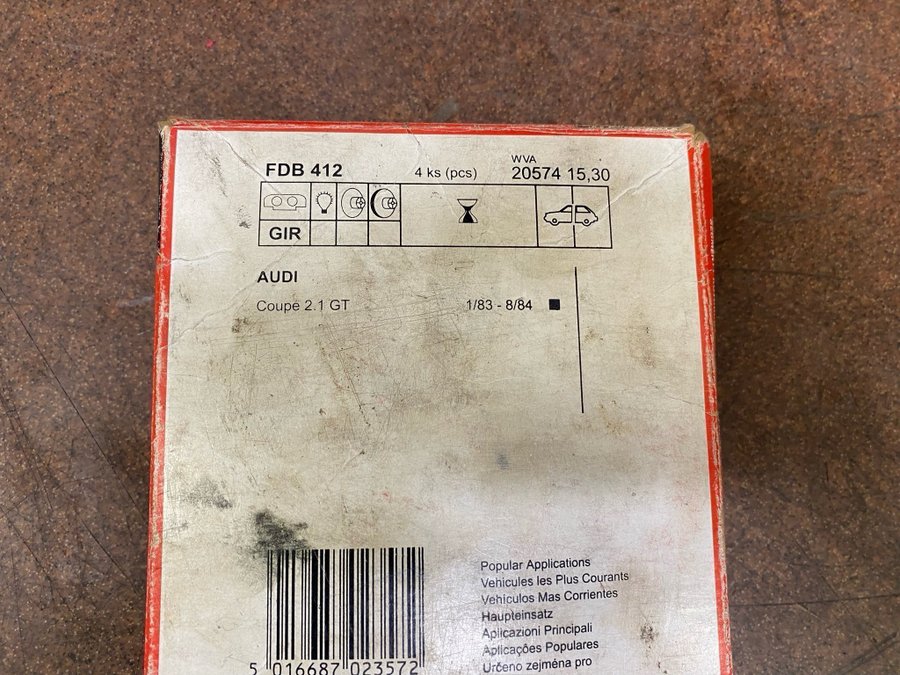 FDB 412 4 ks (pcs) WVA 20574 15,30
GIR
AUDI
Coupe 2.1 GT 1/83 - 8/84
Popular Applications
Vehicules les Plus Courants
Vehiculos Mas Corrientes
Haupteinsatz
Aplicazioni Principali
Aplicações Populares
Určeno zejména pro
5 016687 023572